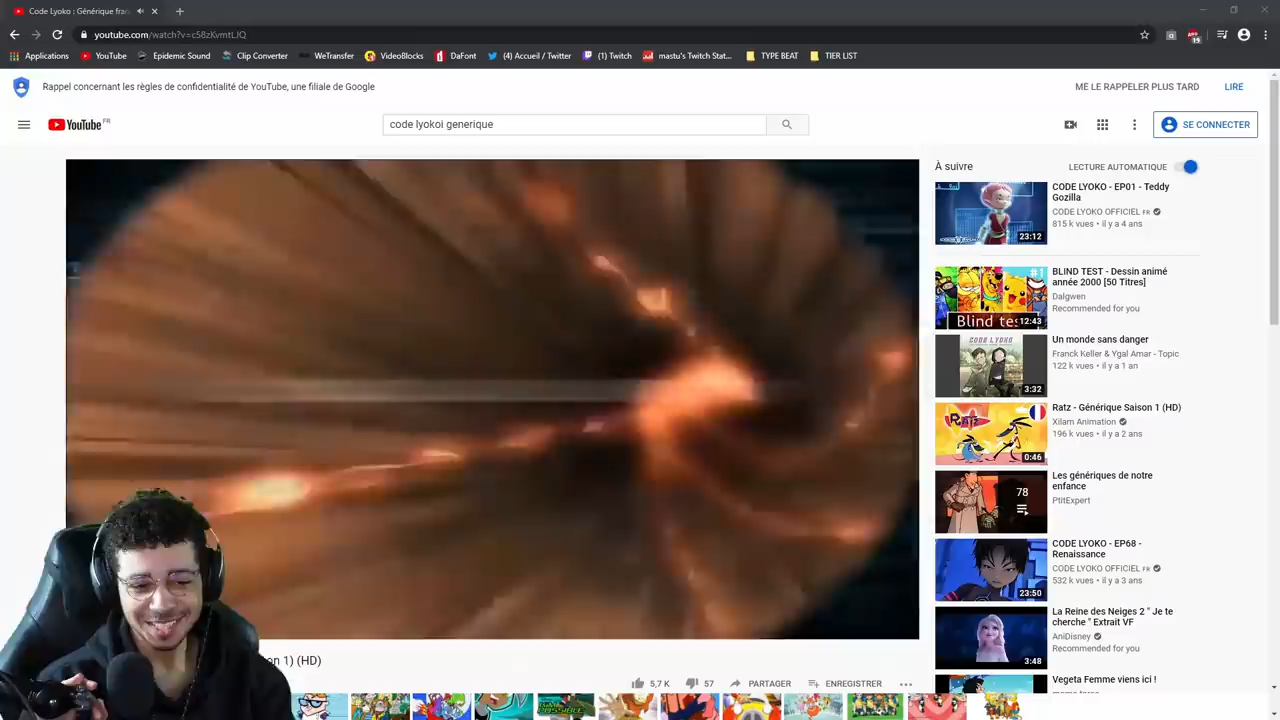 Code Lyoko : Générique fran
youtube.com/watch?v=c58zKvmtLJQ
Applications YouTube Epidemic Sound Clip Converter WeTransfer VideoBlocks DaFont (4) Accueil / Twitter (1) Twitch mastu's Twitch Stat... TYPE BEAT TIER LIST
Rappel concernant les règles de confidentialité de YouTube, une filiale de Google
ME LE RAPPELER PLUS TARD
LIRE
YouTube FR
code lyokoi generique
SE CONNECTER
À suivre
LECTURE AUTOMATIQUE
CODE LYOKO - EP01 - Teddy
Gozilla
CODE LYOKO OFFICIEL FR
815 k vues • il y a 4 ans
23:12
BLIND TEST - Dessin animé
année 2000 [50 Titres]
Dalgwen
Recommended for you
#1
Blind tes
12:43
Un monde sans danger
Franck Keller & Ygal Amar - Topic
122 k vues • il y a 1 an
CODE LYOKO
3:32
Ratz - Générique Saison 1 (HD)
Xilam Animation
196 k vues • il y a 2 ans
RATZ
0:46
Les génériques de notre
enfance
PtitExpert
78
CODE LYOKO - EP68 -
Renaissance
CODE LYOKO OFFICIEL FR
532 k vues • il y a 3 ans
23:50
La Reine des Neiges 2 " Je te
cherche " Extrait VF
AniDisney
Recommended for you
3:48
Vegeta Femme viens ici !
on 1) (HD)
5,7 K
57
PARTAGER
ENREGISTRER